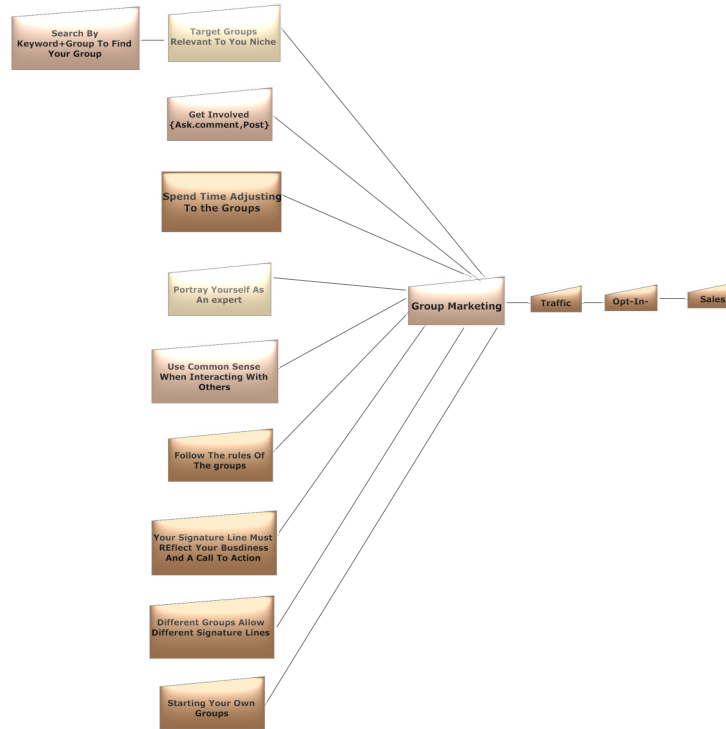 Search By
Keyword+Group To Find
Your Group
Target Groups
Relevant To You Niche
Get Involved
{Ask.comment,Post}
Spend Time Adjusting
To the Groups
Portray Yourself As
An expert
Group Marketing
Traffic
Opt-In-
Sales
Use Common Sense
When Interacting With
Others
Follow The rules Of
The groups
Your Signature Line Must
REflect Your Busdiness
And A Call To Action
Different Groups Allow
Different Signature Lines
Starting Your Own
Groups